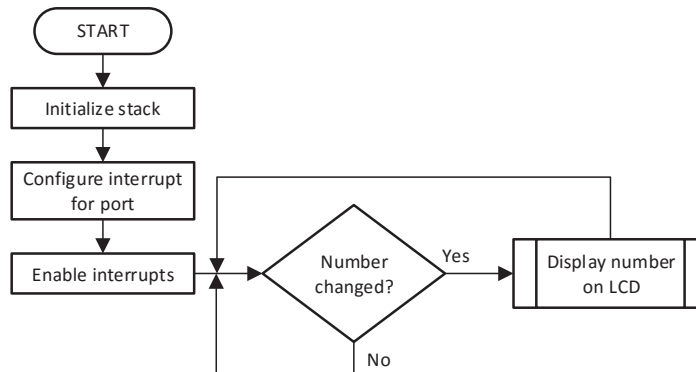 START
Initialize stack
Configure interrupt
for port
Enable interrupts
Number
changed?
Yes
Display number
on LCD
No